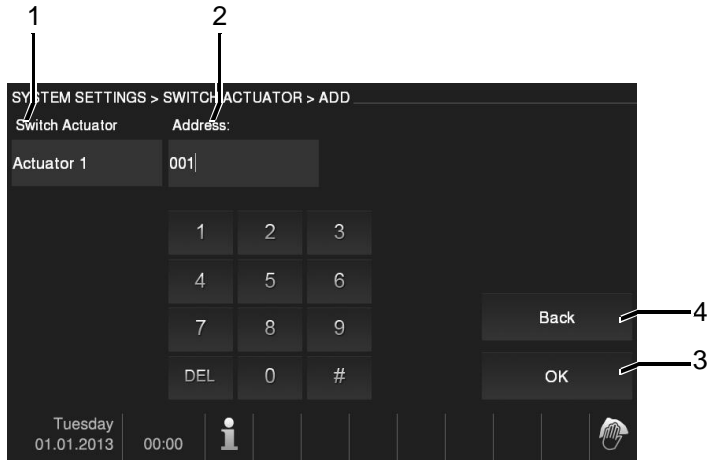 1 2
SYSTEM SETTINGS > SWITCH ACTUATOR > ADD
Switch Actuator Address:
Actuator 1 001
1 2 3
4 5 6
Back 4
7 8 9
3
DEL 0 # OK
Tuesday
01.01.2013 00:00 i